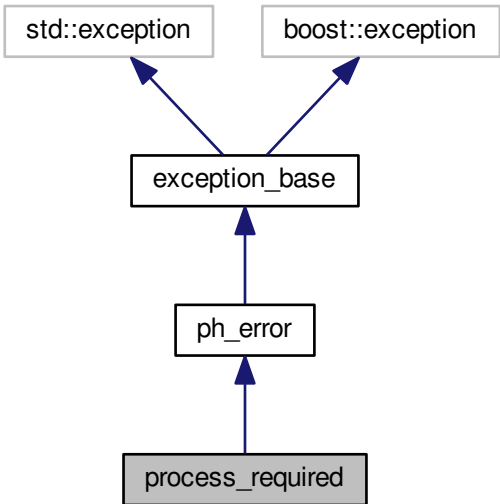 std::exception
boost::exception
exception_base
ph_error
process_required